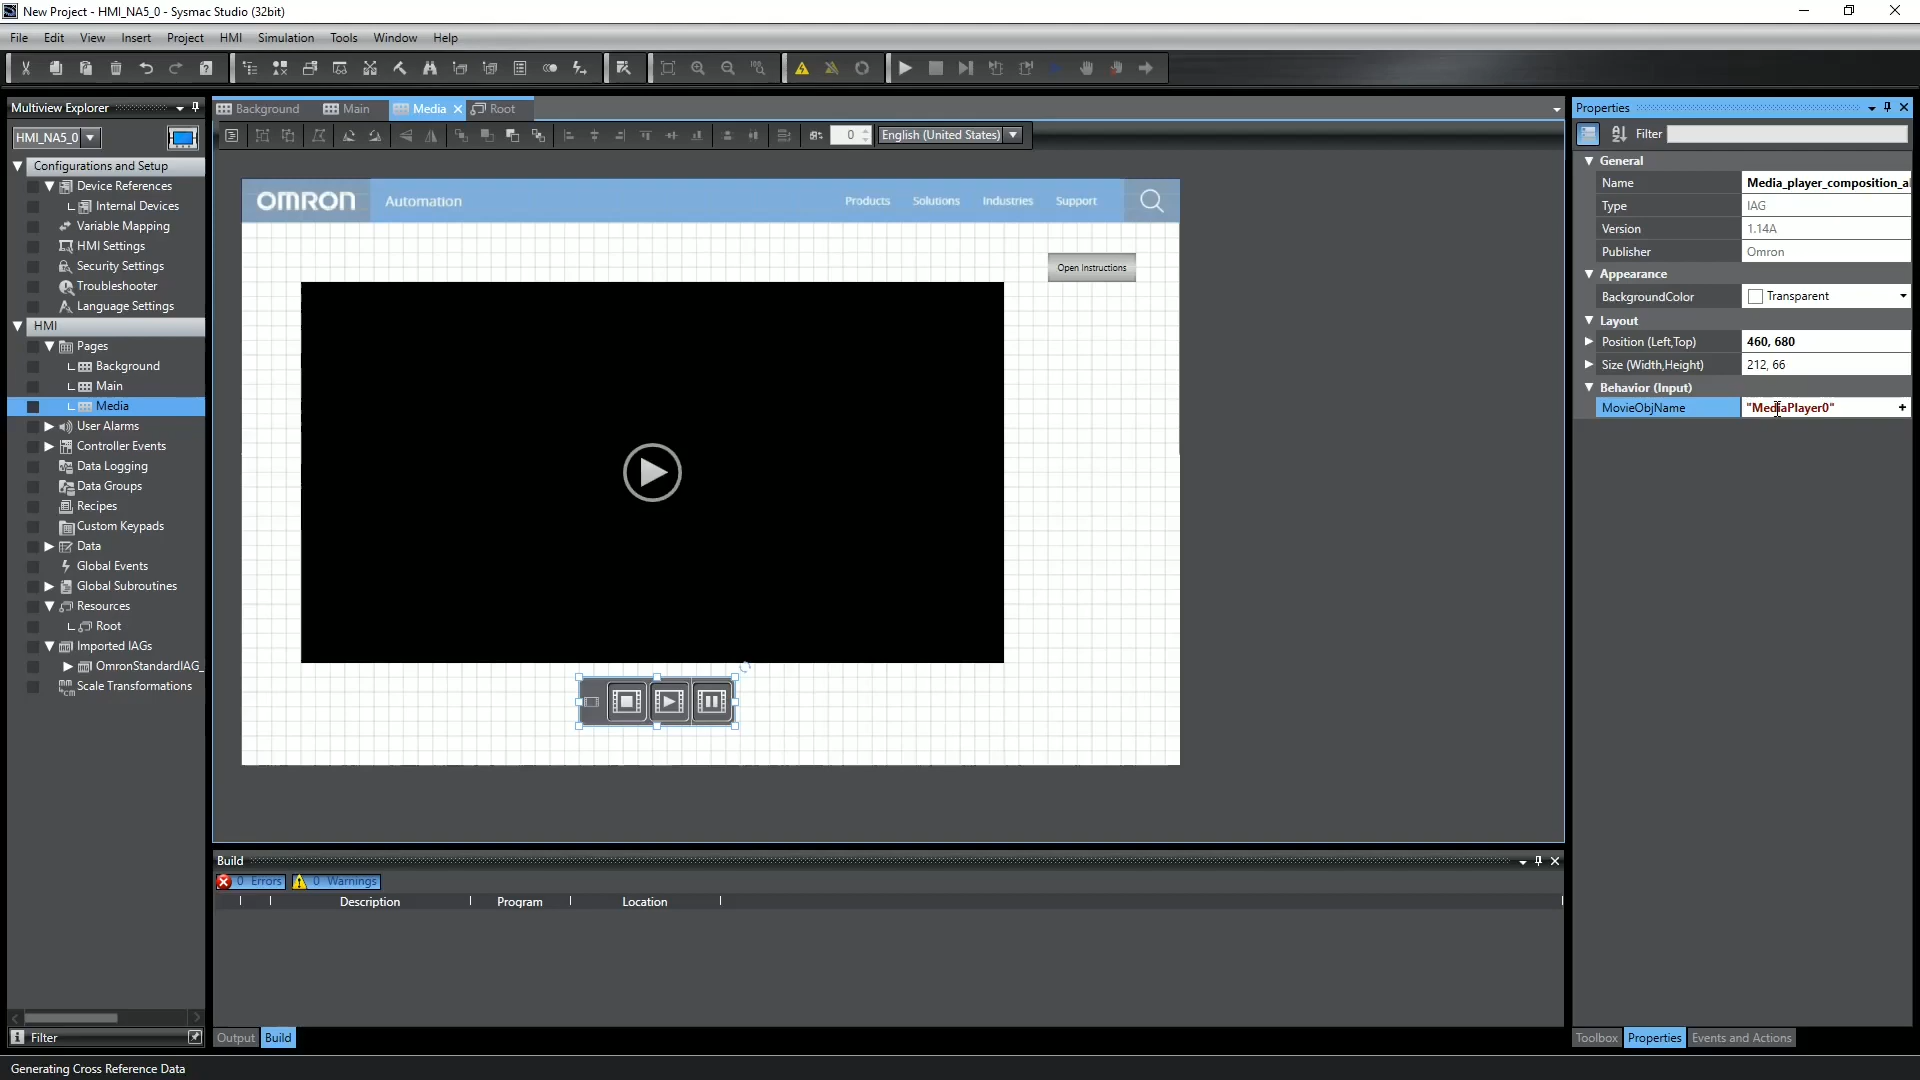 New Project - HMI_NA5_0 - Sysmac Studio (32bit)
File Edit View Insert Project HMI Simulation Tools Window Help
Multiview Explorer
HMI_NA5_0
Configurations and Setup
Device References
Internal Devices
Variable Mapping
HMI Settings
Security Settings
Troubleshooter
Language Settings
HMI
Pages
Background
Main
Media
User Alarms
Controller Events
Data Logging
Data Groups
Recipes
Custom Keypads
Data
Global Events
Global Subroutines
Resources
Root
Imported IAGs
OmronStandardIAG_
Scale Transformations
Filter
Background Main Media Root
0 English (United States)
OMRON Automation Products Solutions Industries Support
Open Instructions
Build
0 Errors 0 Warnings
Description Program Location
Output Build
Properties
Filter
General
Name Media_player_composition_a
Type IAG
Version 1.14A
Publisher Omron
Appearance
BackgroundColor Transparent
Layout
Position (Left,Top) 460, 680
Size (Width,Height) 212, 66
Behavior (Input)
MovieObjName "MediaPlayer0" +
Toolbox Properties Events and Actions
Generating Cross Reference Data